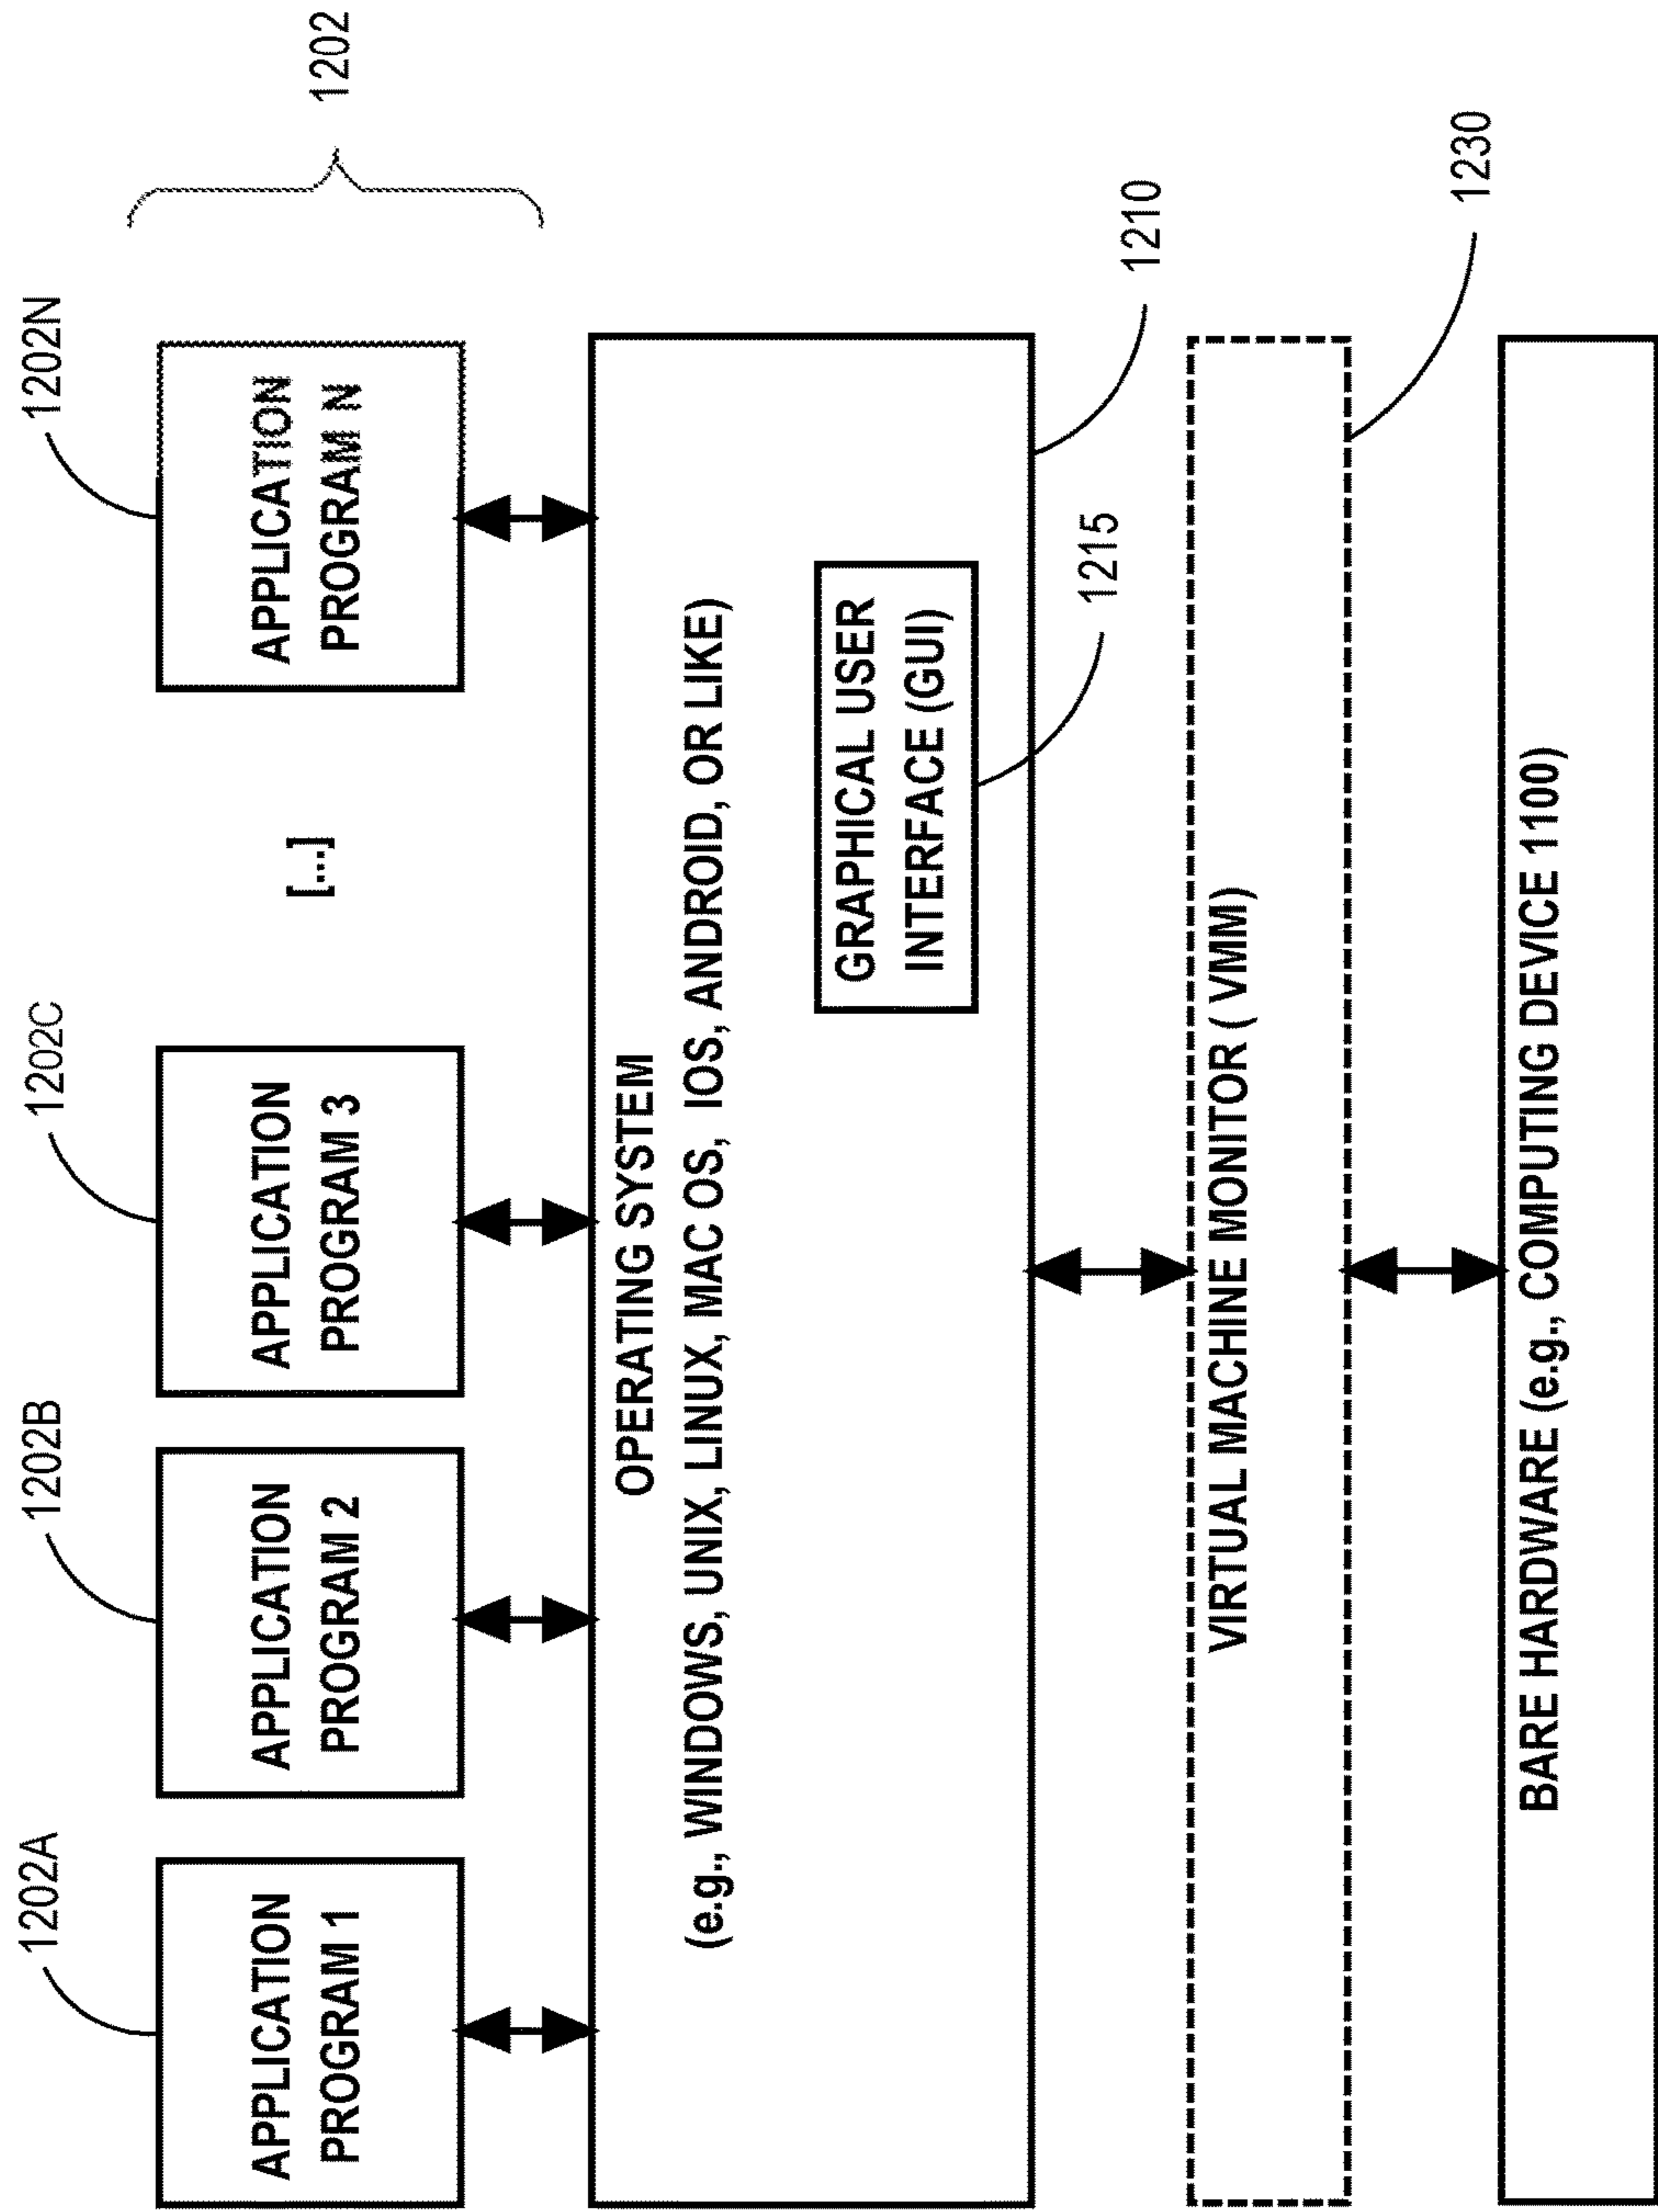 1202
1202A
1202B
1202C
1202N
APPLICATION
PROGRAM 1
APPLICATION
PROGRAM 2
APPLICATION
PROGRAM 3
[...]
APPLICATION
PROGRAM N
OPERATING SYSTEM
(e.g., WINDOWS, UNIX, LINUX, MAC OS, IOS, ANDROID, OR LIKE)
GRAPHICAL USER
INTERFACE (GUI)
1210
1215
VIRTUAL MACHINE MONITOR ( VMM)
1230
BARE HARDWARE (e.g., COMPUTING DEVICE 1100)